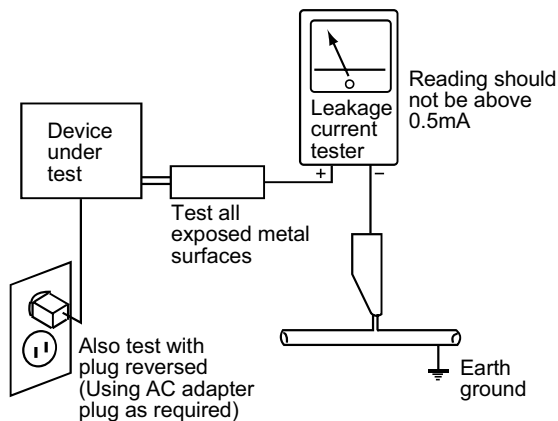 Device
under
test
Leakage
current
tester
Reading should
not be above
0.5mA
+
−
Test all
exposed metal
surfaces
Also test with
plug reversed
(Using AC adapter
plug as required)
Earth
ground